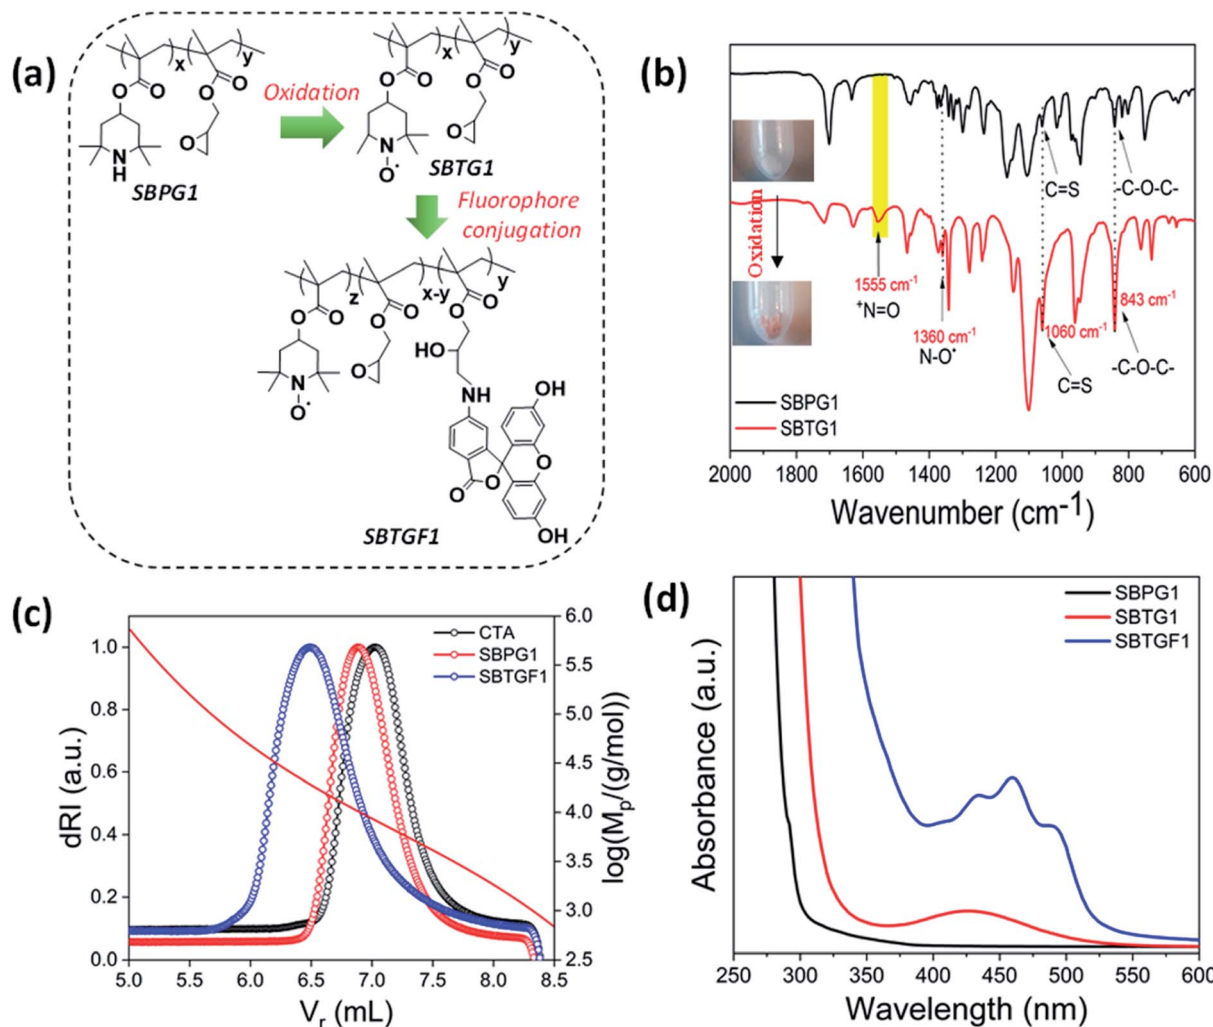 (a)
x
y
O
O
O
O
Oxidation
O
N
H
SBPG1
x
y
O
O
O
O
O
N
O•
SBTG1
Fluorophore
conjugation
z
x-y
y
O
O
O
O
O
O
HO
O
N
O•
NH
OH
O
O
O
OH
SBTGF1
(b)
C=S
-C-O-C-
Oxidation
1555 cm-1
+N=O
1360 cm-1
N-O•
1060 cm-1
C=S
843 cm-1
-C-O-C-
SBPG1
SBTG1
2000 1800 1600 1400 1200 1000 800 600
Wavenumber (cm-1)
(c)
dRI (a.u.)
1.0
0.8
0.6
0.4
0.2
0.0
CTA
SBPG1
SBTGF1
6.0
5.5
5.0
4.5
4.0
3.5
3.0
2.5
log(Mp/(g/mol))
5.0 5.5 6.0 6.5 7.0 7.5 8.0 8.5
Vr (mL)
(d)
Absorbance (a.u.)
SBPG1
SBTG1
SBTGF1
250 300 350 400 450 500 550 600
Wavelength (nm)